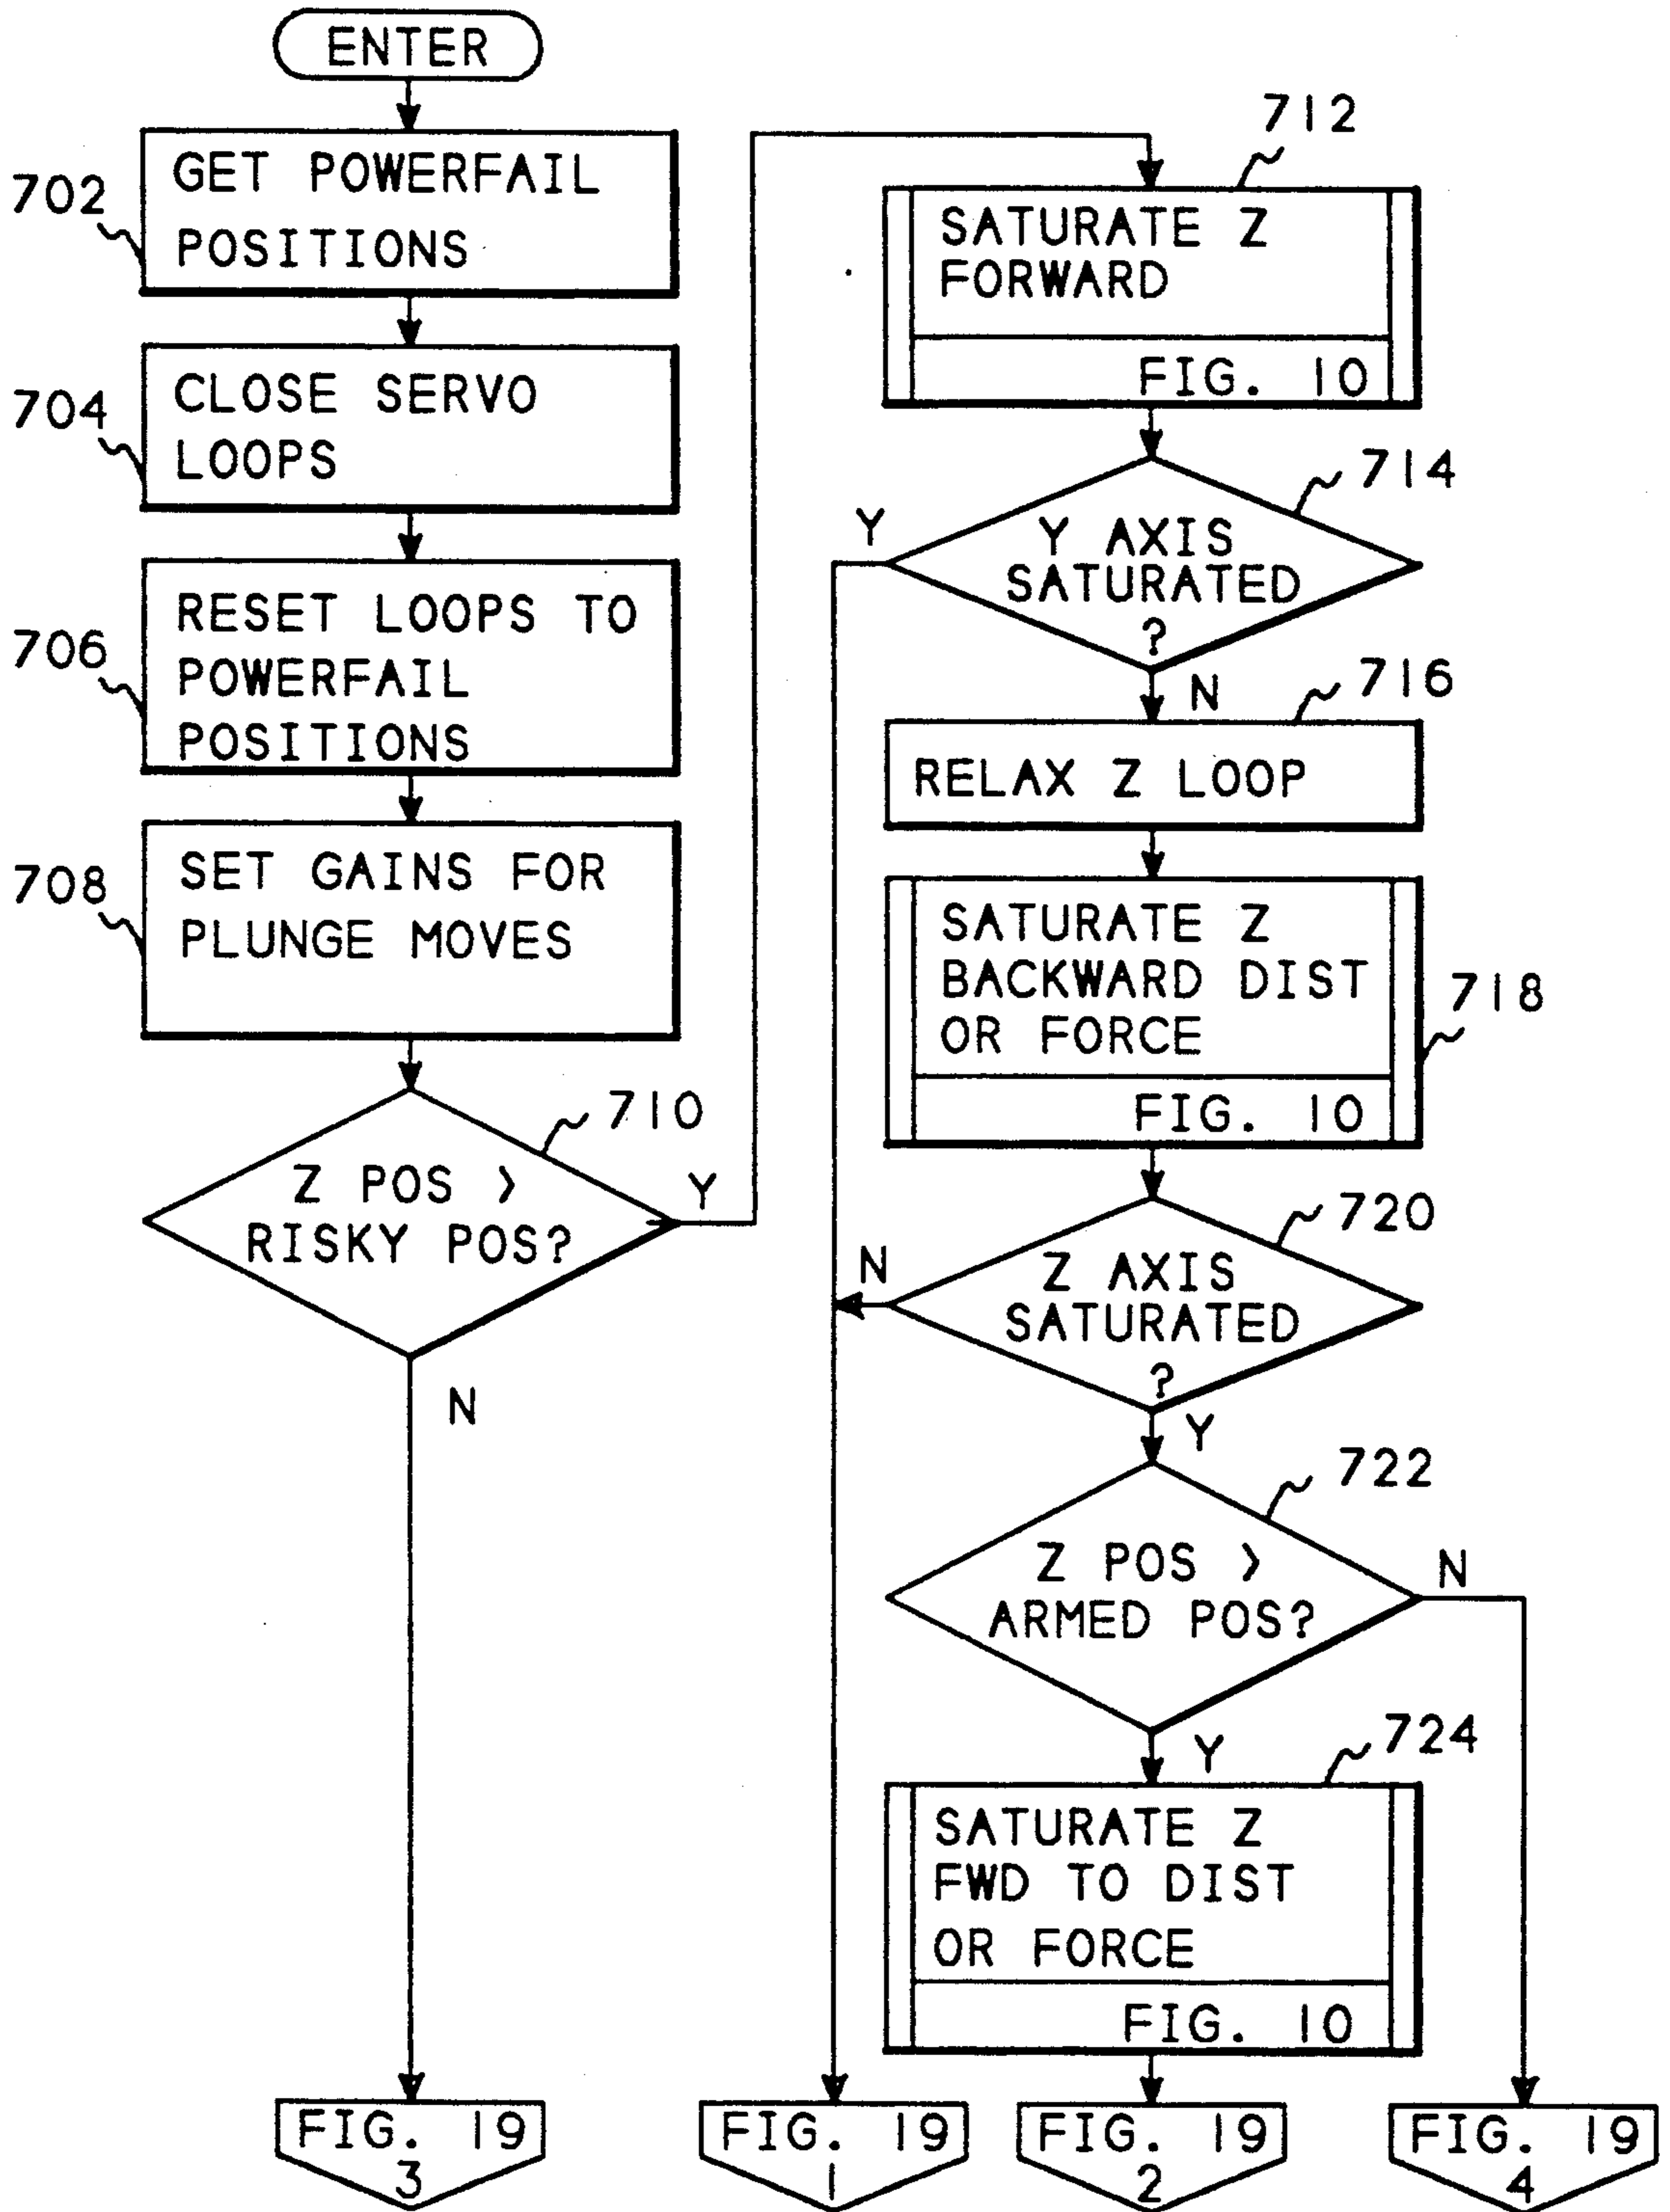 ENTER
702
GET POWERFAIL
POSITIONS
704
CLOSE SERVO
LOOPS
706
RESET LOOPS TO
POWERFAIL
POSITIONS
708
SET GAINS FOR
PLUNGE MOVES
710
Z POS >
RISKY POS?
Y
N
FIG. 19
3
712
SATURATE Z
FORWARD
FIG. 10
714
Y AXIS
SATURATED
?
Y
N
716
RELAX Z LOOP
718
SATURATE Z
BACKWARD DIST
OR FORCE
FIG. 10
720
Z AXIS
SATURATED
?
N
Y
722
Z POS >
ARMED POS?
N
Y
724
SATURATE Z
FWD TO DIST
OR FORCE
FIG. 10
FIG. 19
1
FIG. 19
2
FIG. 19
4